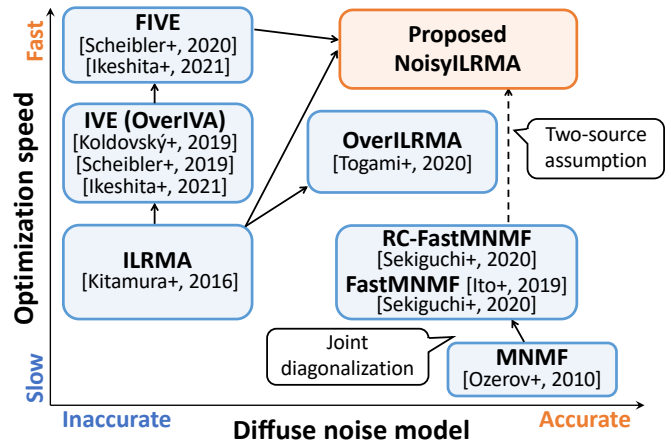 Fast
Optimization speed
Slow
FIVE
[Scheibler+, 2020]
[Ikeshita+, 2021]
Proposed
NoisyILRMA
IVE (OverIVA)
[Koldovský+, 2019]
[Scheibler+, 2019]
[Ikeshita+, 2021]
OverILRMA
[Togami+, 2020]
Two-source
assumption
ILRMA
[Kitamura+, 2016]
RC-FastMNMF
[Sekiguchi+, 2020]
FastMNMF [Ito+, 2019]
[Sekiguchi+, 2020]
Joint
diagonalization
MNMF
[Ozerov+, 2010]
Inaccurate
Diffuse noise model
Accurate